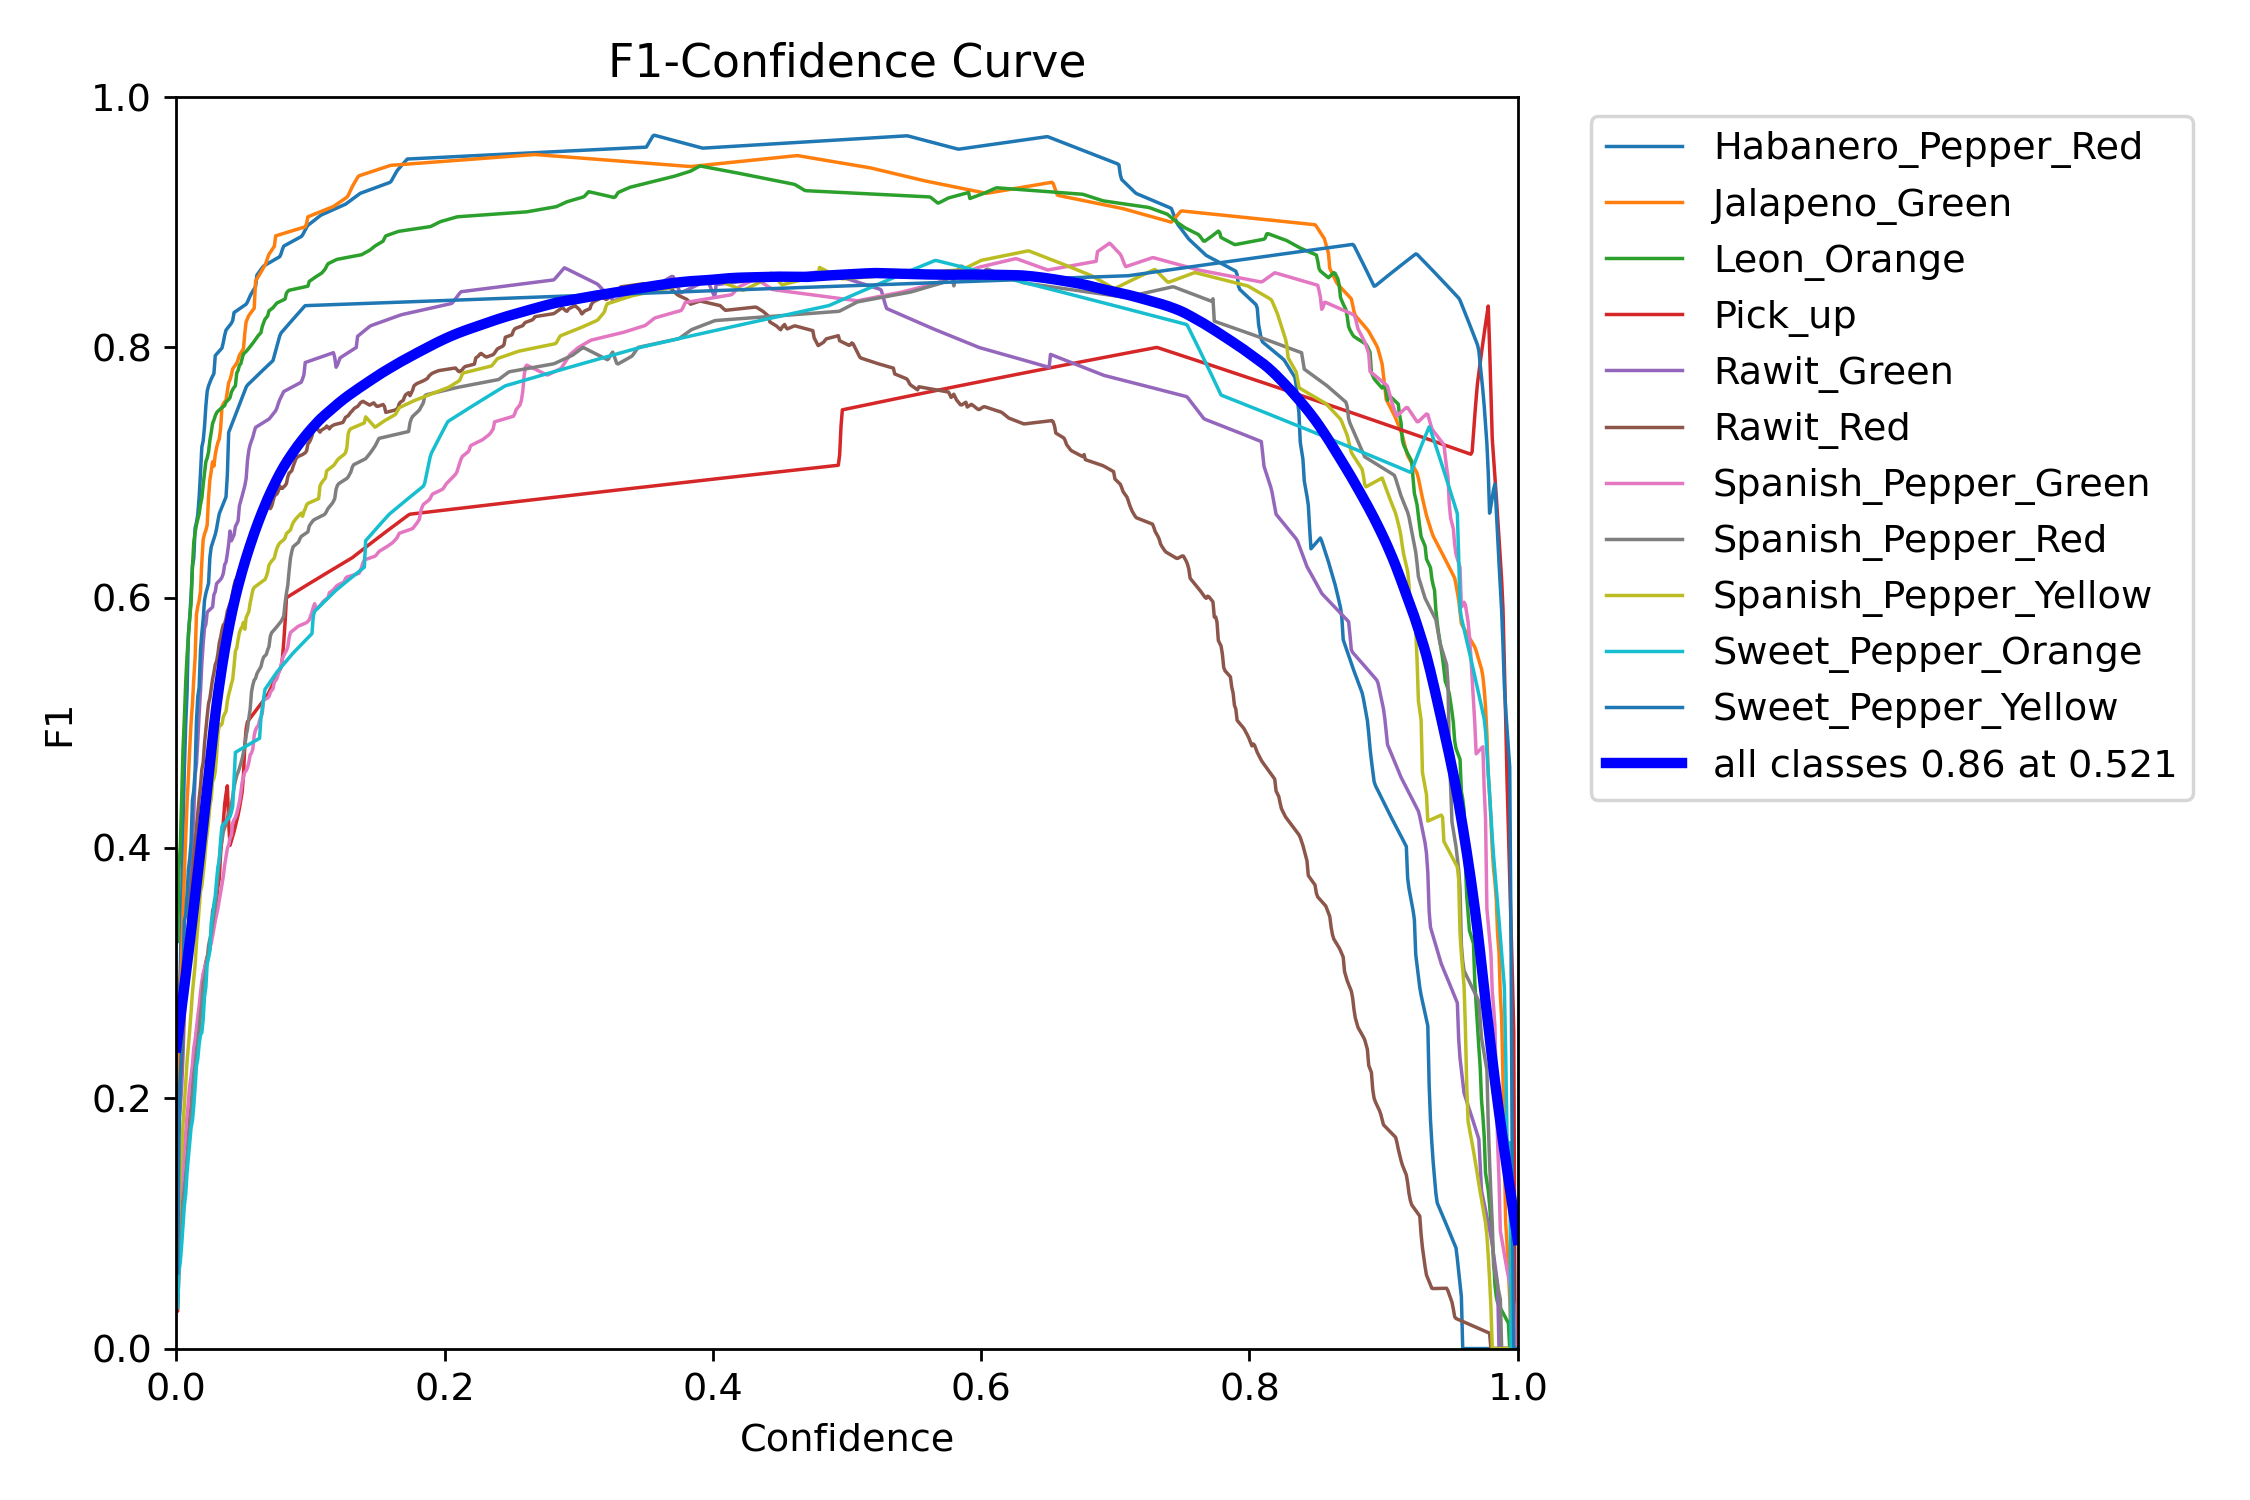 F1-Confidence Curve
1.0
0.8
0.6
0.4
0.2
0.0
F1
0.0 0.2 0.4 0.6 0.8 1.0
Confidence
Habanero_Pepper_Red
Jalapeno_Green
Leon_Orange
Pick_up
Rawit_Green
Rawit_Red
Spanish_Pepper_Green
Spanish_Pepper_Red
Spanish_Pepper_Yellow
Sweet_Pepper_Orange
Sweet_Pepper_Yellow
all classes 0.86 at 0.521